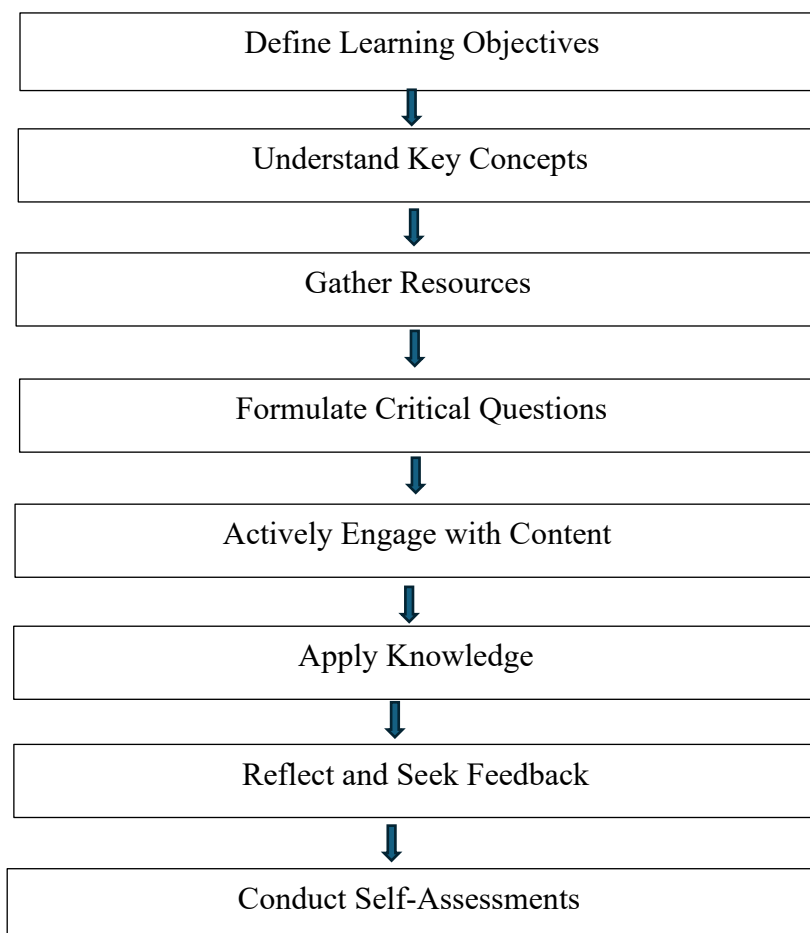 Define Learning Objectives
Understand Key Concepts
Gather Resources
Formulate Critical Questions
Actively Engage with Content
Apply Knowledge
Reflect and Seek Feedback
Conduct Self-Assessments